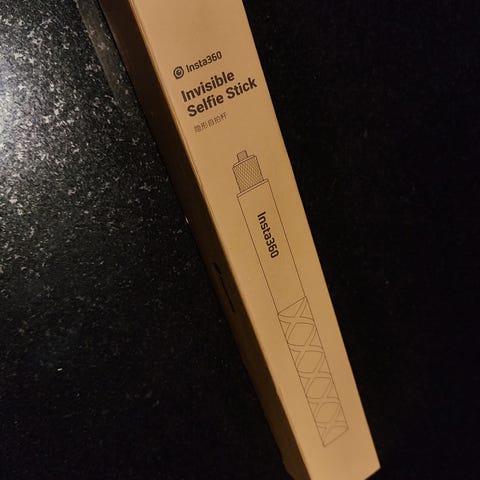 Insta360
Invisible
Selfie Stick
隐形自拍杆
Insta360